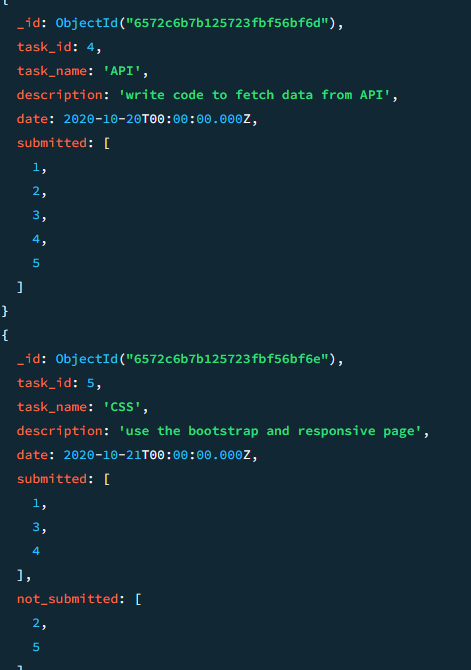 {
_id: ObjectId("6572c6b7b125723fbf56bf6d"),
task_id: 4,
task_name: 'API',
description: 'write code to fetch data from API',
date: 2020-10-20T00:00:00.000Z,
submitted: [
1,
2,
3,
4,
5
]
}
{
_id: ObjectId("6572c6b7b125723fbf56bf6e"),
task_id: 5,
task_name: 'CSS',
description: 'use the bootstrap and responsive page',
date: 2020-10-21T00:00:00.000Z,
submitted: [
1,
3,
4
],
not_submitted: [
2,
5
]